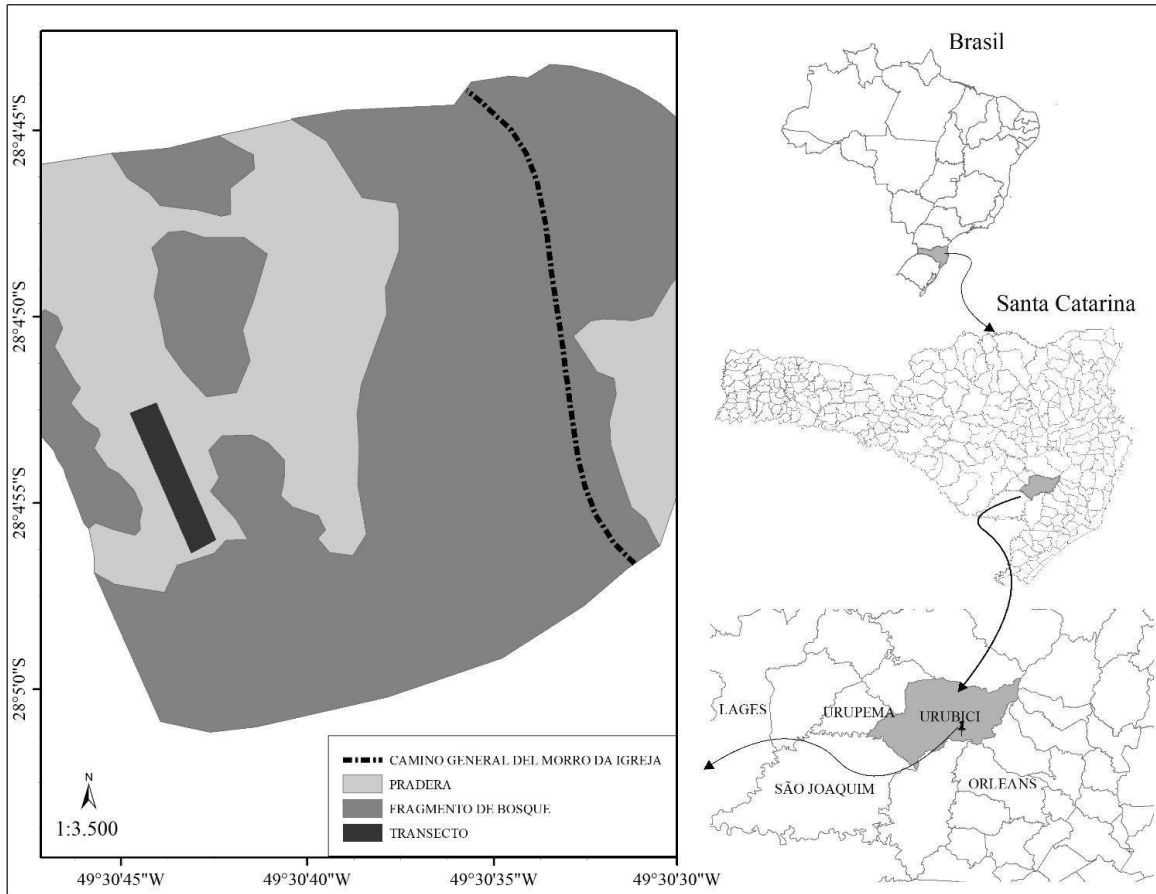 28°4'45"S
28°4'50"S
28°4'55"S
28°5'0"S
49°30'45"W
49°30'40"W
49°30'35"W
49°30'30"W
N
1:3.500
CAMINO GENERAL DEL MORRO DA IGREJA
PRADERA
FRAGMENTO DE BOSQUE
TRANSECTO
Brasil
Santa Catarina
LAGES
URUPEMA
URUBICI
SÃO JOAQUIM
ORLEANS